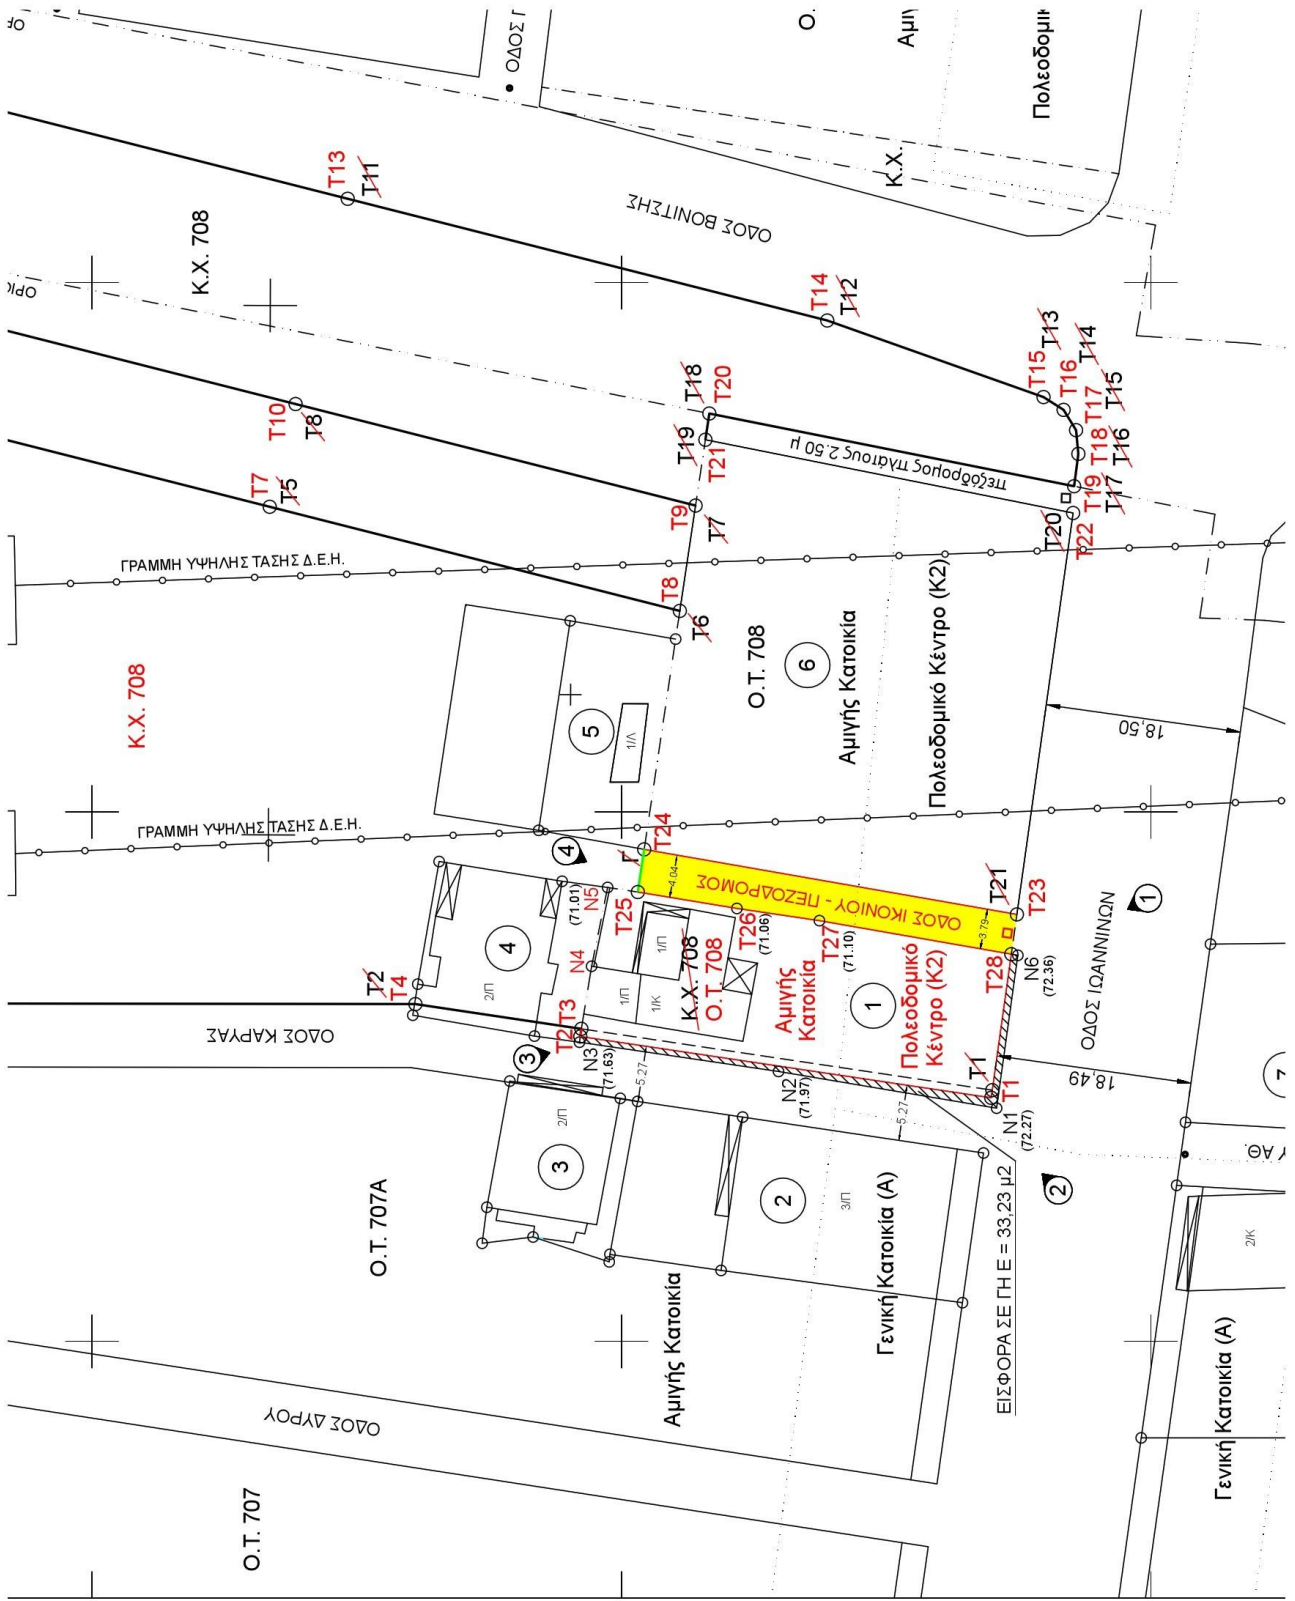 Ο.Τ. 707
ΟΔΟΣ ΔΥΡΟΥ
Ο.Τ. 707Α
Αμιγής Κατοικία
Γενική Κατοικία (Α)
ΕΙΣΦΟΡΑ ΣΕ ΓΗ Ε = 33,23 μ2
Γενική Κατοικία (Α)
2/Κ
3
2/Π
2
3/Π
2
3
ΟΔΟΣ ΚΑΡΥΑΣ
5.27
5.27
N3
(71.63)
N2
(71.97)
N1
(72.27)
T1
T1
T2
T3
T2
T4
4
2/Π
N4
N5
(71.01)
4
1/Π
1/Π
1/Κ
Κ.Χ. 708
Ο.Τ. 708
Αμιγής
Κατοικία
1
Πολεοδομικό
Κέντρο (Κ2)
T25
T26
(71.06)
T27
(71.10)
T28
N6
(72.36)
18,49
ΟΔΟΣ ΙΩΑΝΝΙΝΩΝ
1
Υ ΑΘ.
7
ΟΔΟΣ ΙΚΟΝΙΟΥ - ΠΕΖΟΔΡΟΜΟΣ
4.04
3.79
Γ
T24
T21
T23
ΓΡΑΜΜΗ ΥΨΗΛΗΣ ΤΑΣΗΣ Δ.Ε.Η.
Κ.Χ. 708
5
1/Λ
Ο.Τ. 708
6
Αμιγής Κατοικία
Πολεοδομικό Κέντρο (Κ2)
18,50
ΓΡΑΜΜΗ ΥΨΗΛΗΣ ΤΑΣΗΣ Δ.Ε.Η.
T7
T5
T8
T6
T10
T8
T9
T7
T18
T20
T19
T21
πεζόδρομος πλάτους 2.50 μ
T20
T22
T19
T17
T18
T16
T17
T15
T16
T14
T15
T13
T14
T12
T13
T11
Κ.Χ. 708
ΟΡΙΟ
ΟΔΟΣ ΒΟΝΙΤΣΗΣ
Κ.Χ.
ΟΔΟΣ Γ
Ο.
Αμιγ
Πολεοδομικ